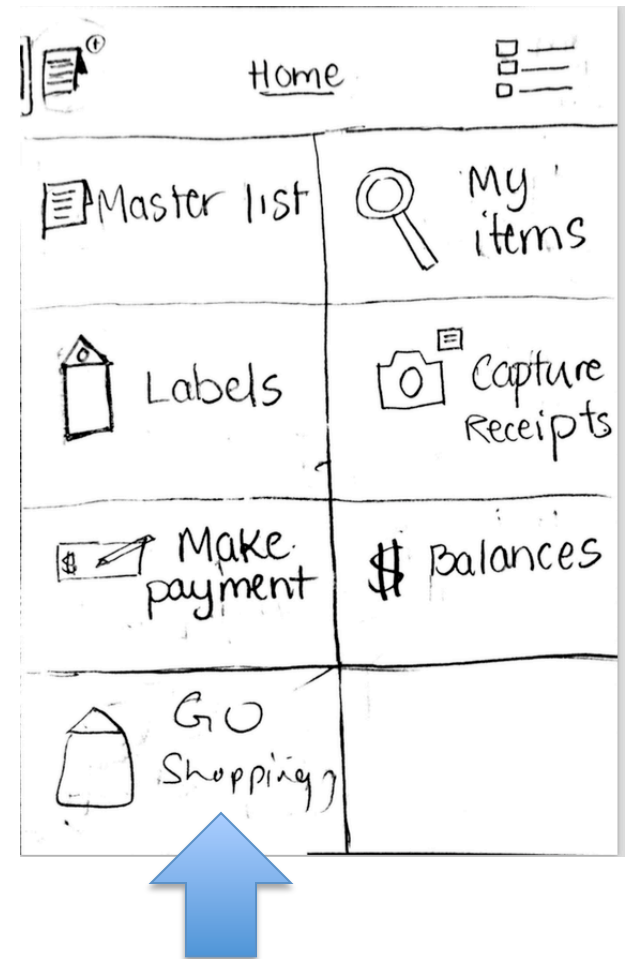 Home
Master list
My
items
Labels
Capture
Receipts
$
Make
payment
$ Balances
Go
Shopping